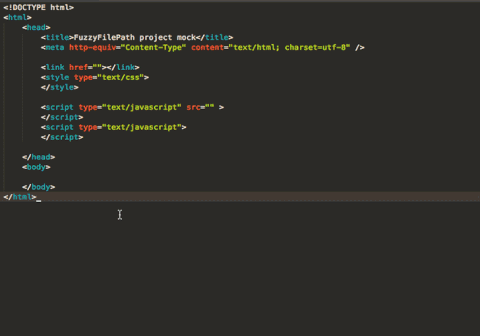 <!DOCTYPE html>
<html>
<head>
<title>FuzzyFilePath project mock</title>
<meta http-equiv="Content-Type" content="text/html; charset=utf-8" />
<link href=""></link>
<style type="text/css">
</style>
<script type="text/javascript" src="" >
</script>
<script type="text/javascript">
</script>
</head>
<body>
</body>
</html>